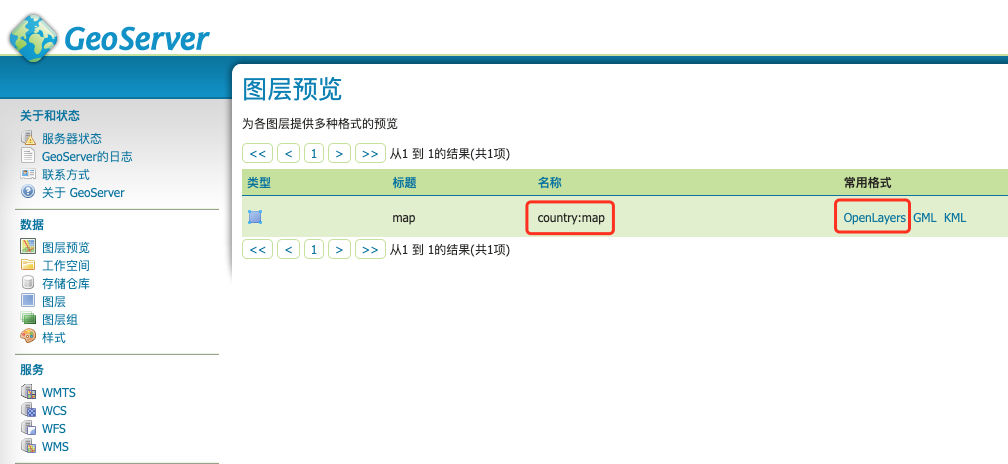 GeoServer
关于和状态
服务器状态
GeoServer的日志
联系方式
关于 GeoServer
数据
图层预览
工作空间
存储仓库
图层
图层组
样式
服务
WMTS
WCS
WFS
WMS
图层预览
为各图层提供多种格式的预览
<< < 1 > >> 从1 到 1的结果(共1项)
类型 标题 名称 常用格式
map country:map OpenLayers GML KML
<< < 1 > >> 从1 到 1的结果(共1项)